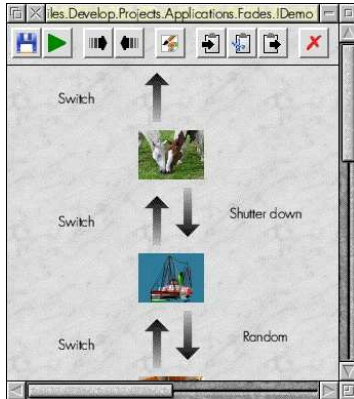 iles.Develop.Projects.Applications.Fades.!Demo
Switch
Switch
Shutter down
Switch
Random